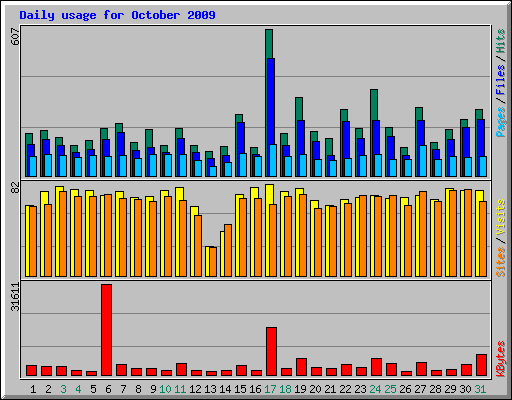 Daily usage for October 2009
607
Pages / Files / Hits
82
Sites / Visits
31611
KBytes
1 2 3 4 5 6 7 8 9 10 11 12 13 14 15 16 17 18 19 20 21 22 23 24 25 26 27 28 29 30 31